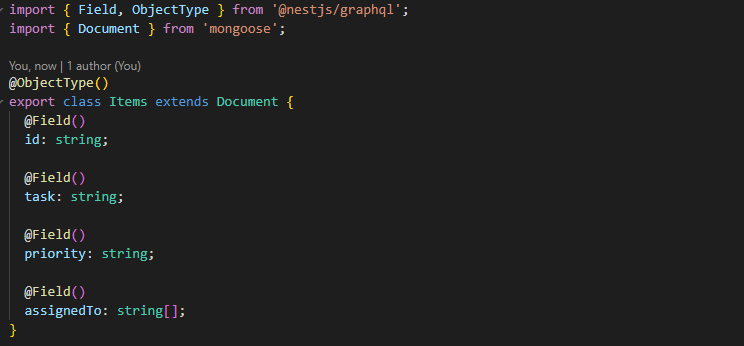 import { Field, ObjectType } from '@nestjs/graphql';
import { Document } from 'mongoose';
You, now | 1 author (You)
@ObjectType()
export class Items extends Document {
  @Field()
  id: string;
  @Field()
  task: string;
  @Field()
  priority: string;
  @Field()
  assignedTo: string[];
}